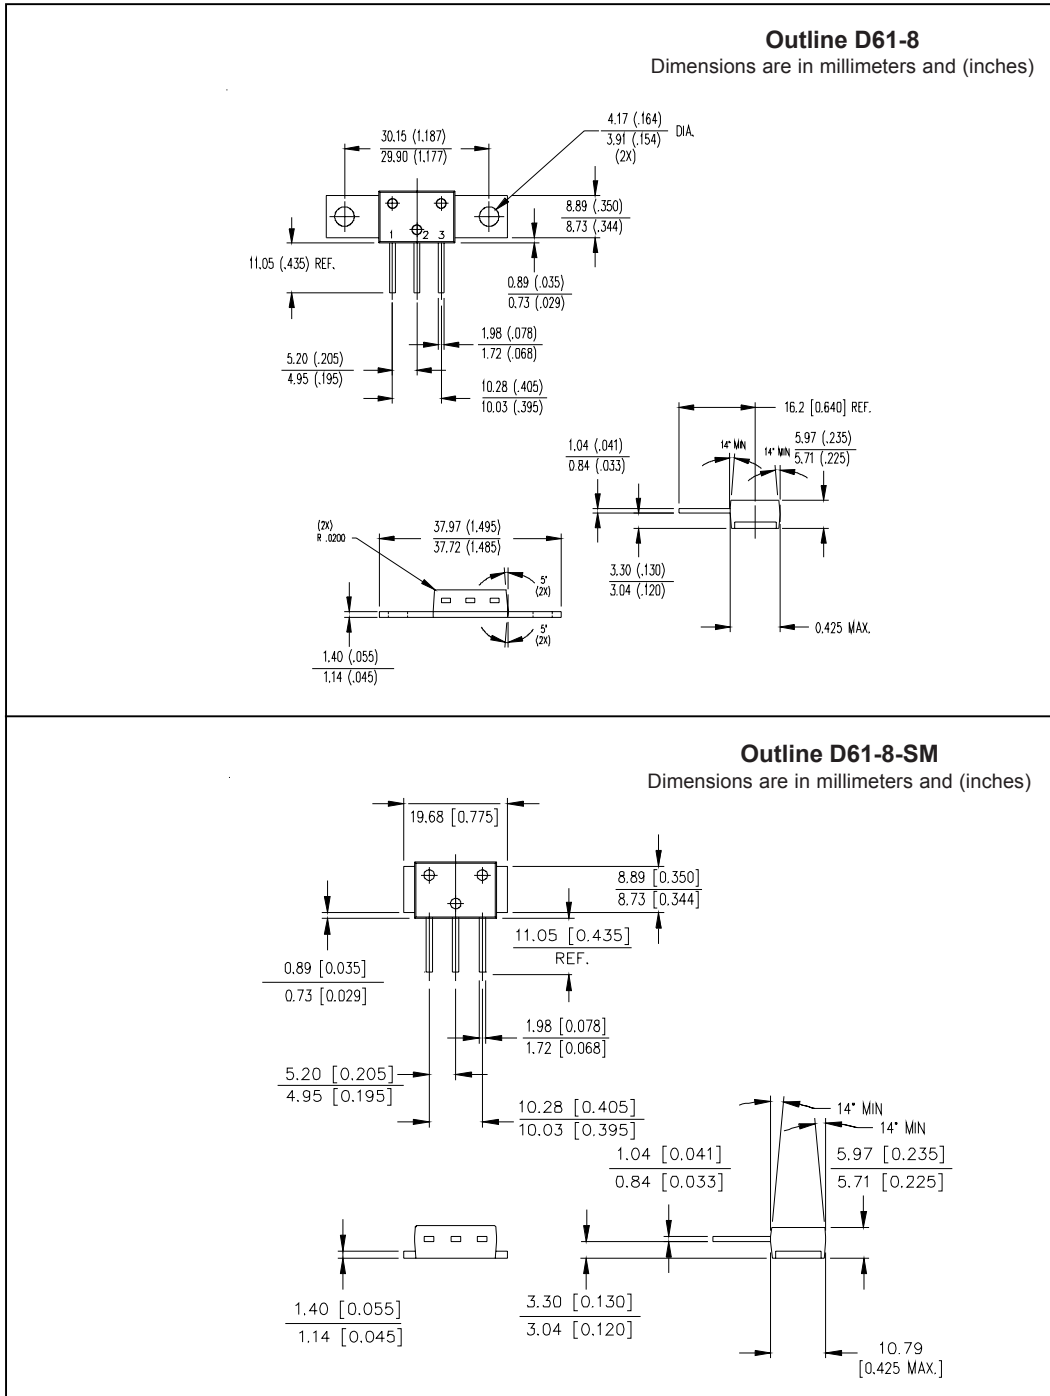 Outline D61-8
Dimensions are in millimeters and (inches)
30.15 (1.187)
29.90 (1.177)
4.17 (.164)
3.91 (.154)
DIA.
(2X)
8.89 (.350)
8.73 (.344)
1 2 3
11.05 (.435) REF.
0.89 (.035)
0.73 (.029)
1.98 (.078)
1.72 (.068)
5.20 (.205)
4.95 (.195)
10.28 (.405)
10.03 (.395)
16.2 [0.640] REF.
1.04 (.041)
0.84 (.033)
14° MIN
14° MIN
5.97 (.235)
5.71 (.225)
(2X)
R .0200
37.97 (1.495)
37.72 (1.485)
5°
(2X)
3.30 (.130)
3.04 (.120)
0.425 MAX.
5°
(2X)
1.40 (.055)
1.14 (.045)
Outline D61-8-SM
Dimensions are in millimeters and (inches)
19.68 [0.775]
8.89 [0.350]
8.73 [0.344]
11.05 [0.435]
REF.
0.89 [0.035]
0.73 [0.029]
1.98 [0.078]
1.72 [0.068]
5.20 [0.205]
4.95 [0.195]
10.28 [0.405]
10.03 [0.395]
14° MIN
14° MIN
1.04 [0.041]
0.84 [0.033]
5.97 [0.235]
5.71 [0.225]
1.40 [0.055]
1.14 [0.045]
3.30 [0.130]
3.04 [0.120]
10.79
[0.425 MAX.]